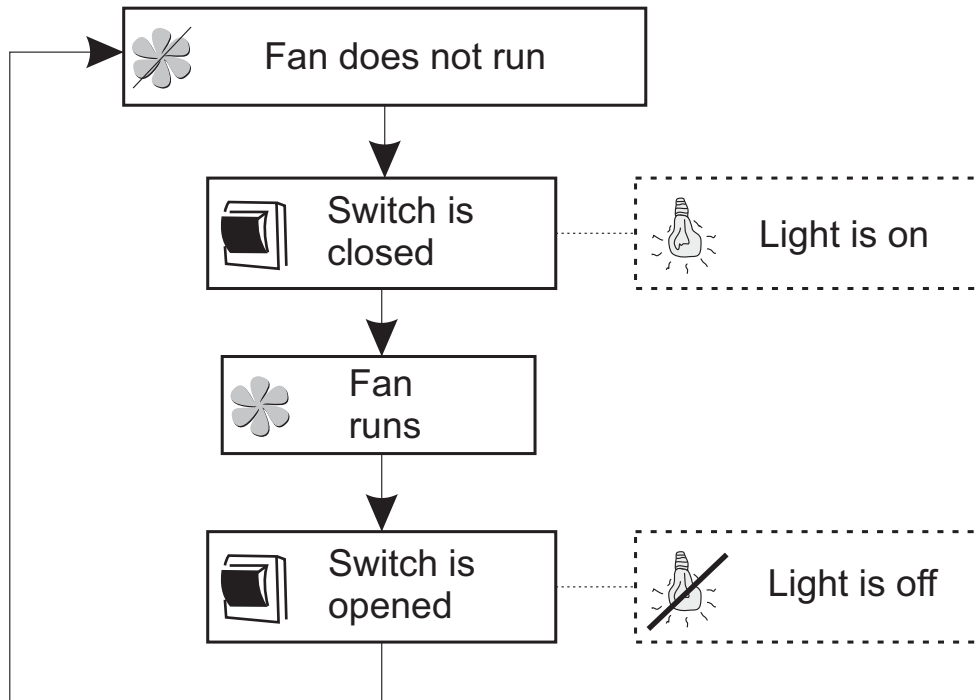 Fan does not run
Switch is
closed
Light is on
Fan
runs
Switch is
opened
Light is off